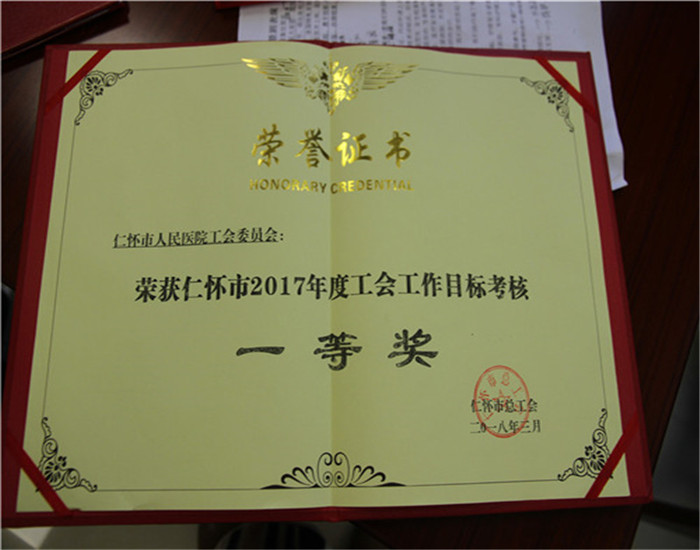 荣誉证书
HONORARY CREDENTIAL
仁怀市人民医院工会委员会：
荣获仁怀市2017年度工会工作目标考核
一等奖
仁怀市总工会
二〇一八年三月